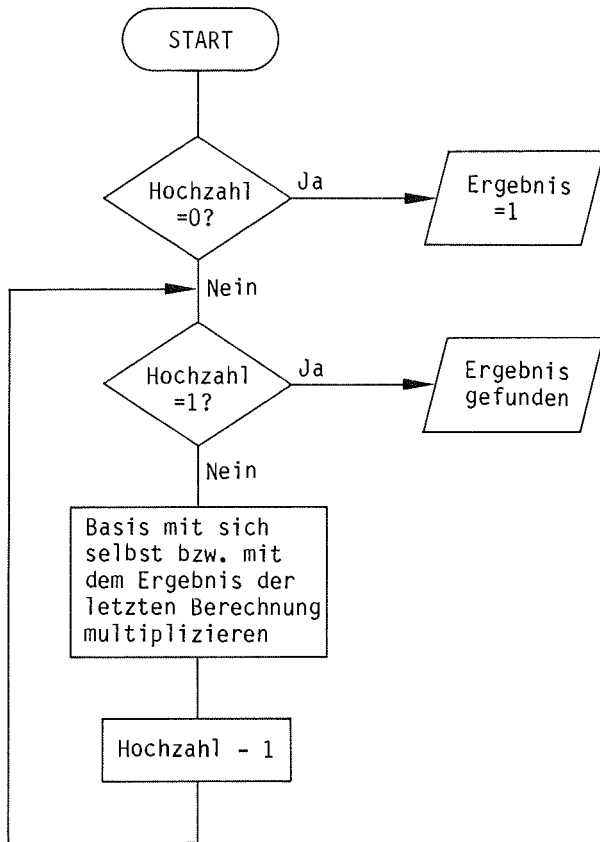 START
Hochzahl
=0?
Ja
Ergebnis
=1
Nein
Hochzahl
=1?
Ja
Ergebnis
gefunden
Nein
Basis mit sich
selbst bzw. mit
dem Ergebnis der
letzten Berechnung
multiplizieren
Hochzahl - 1